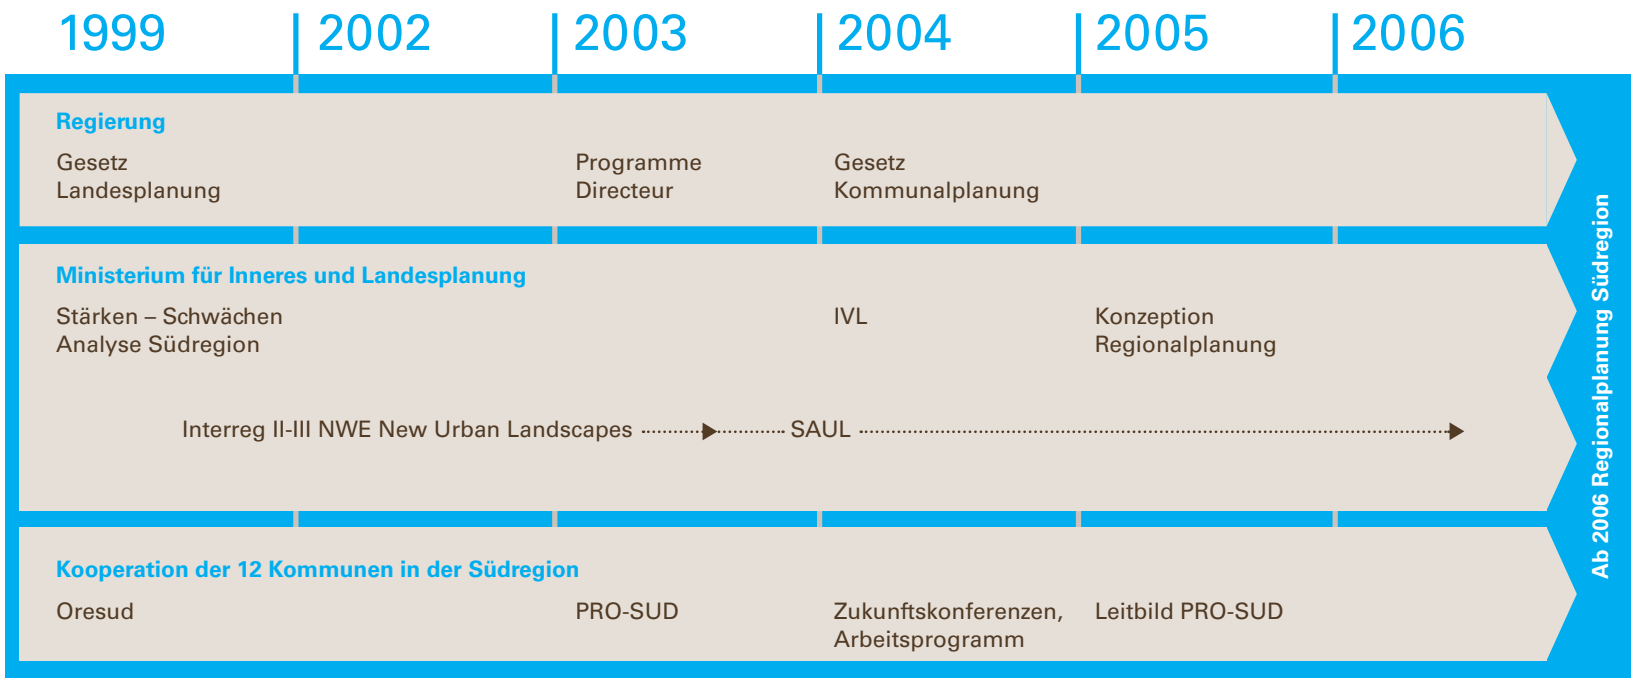 1999 2002 2003 2004 2005 2006
Regierung
Gesetz
Landesplanung
Programme
Directeur
Gesetz
Kommunalplanung
Ministerium für Inneres und Landesplanung
Stärken – Schwächen
Analyse Südregion
IVL
Konzeption
Regionalplanung
Interreg II-III NWE New Urban Landscapes
SAUL
Kooperation der 12 Kommunen in der Südregion
Oresud
PRO-SUD
Zukunftskonferenzen,
Arbeitsprogramm
Leitbild PRO-SUD
Ab 2006 Regionalplanung Südregion